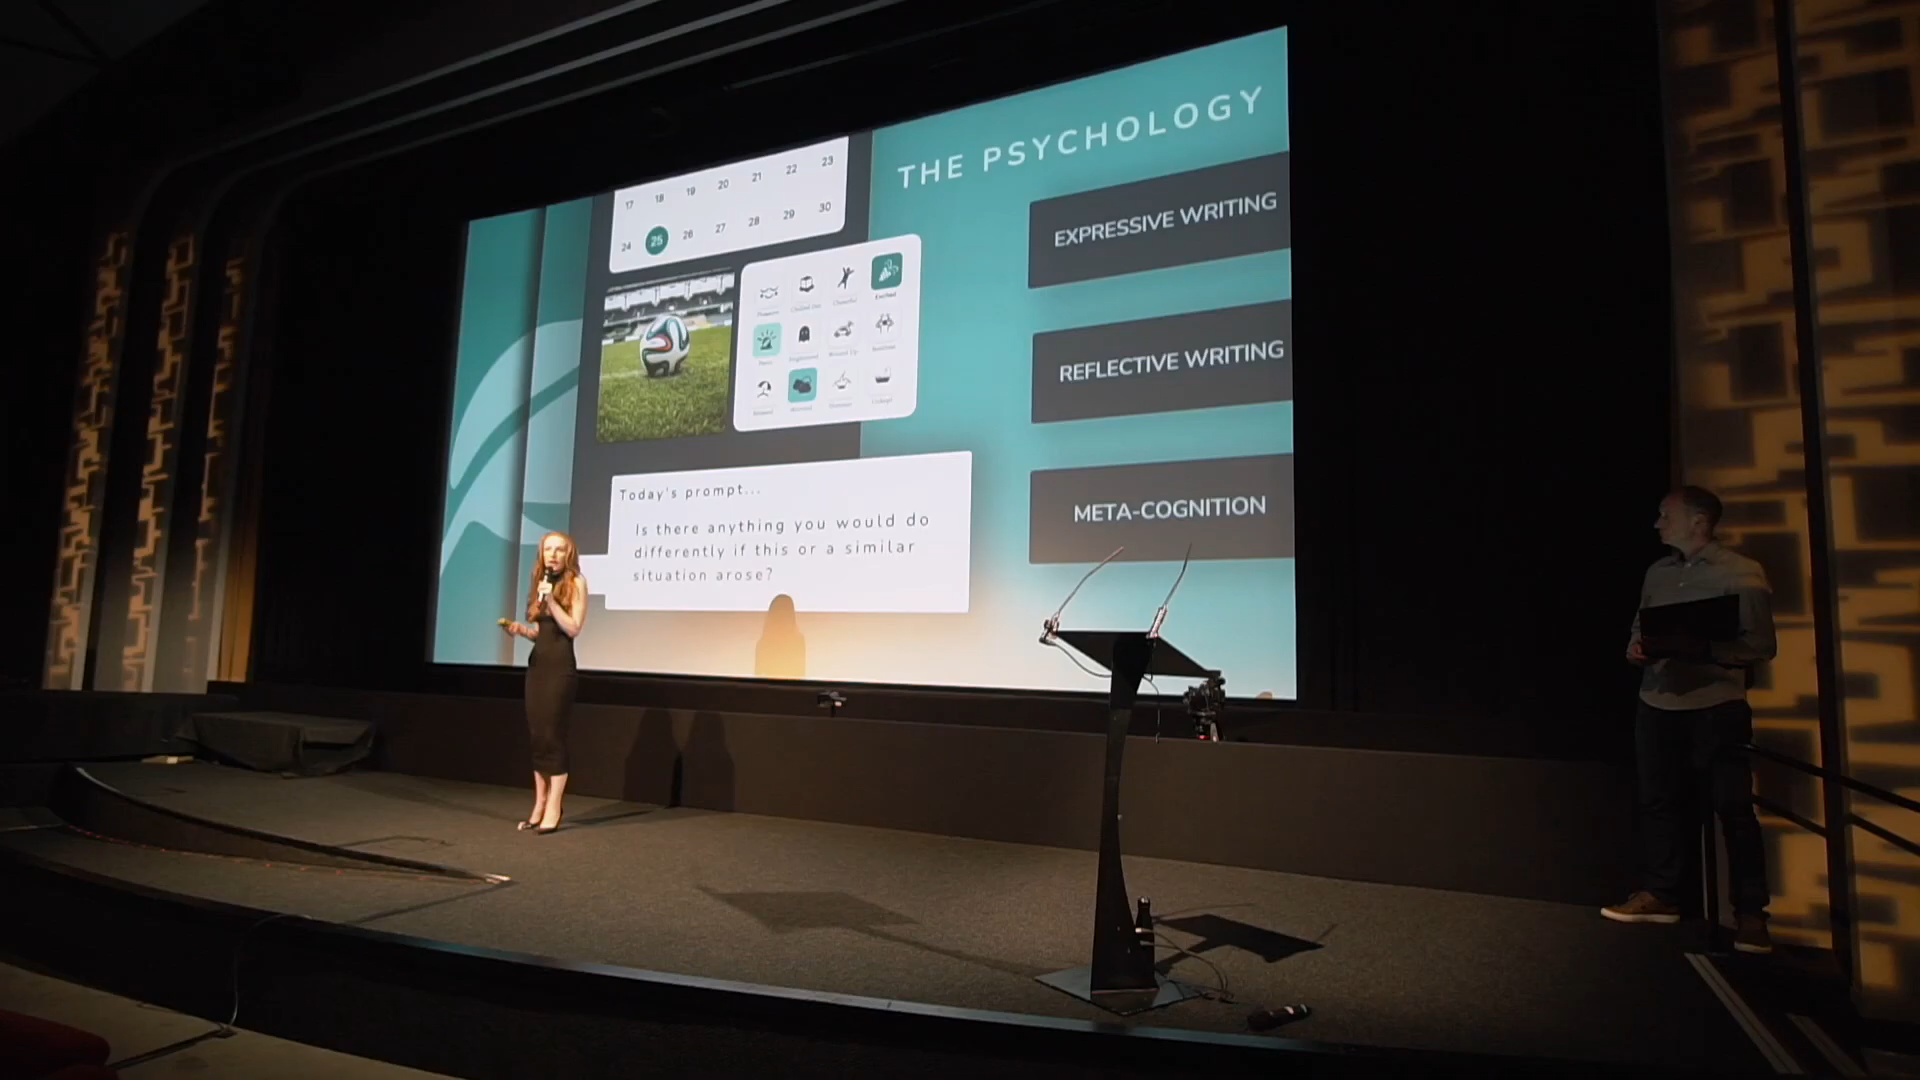 THE PSYCHOLOGY
17 18 19 20 21 22 23
24 25 26 27 28 29 30
EXPRESSIVE WRITING
Excited
REFLECTIVE WRITING
META-COGNITION
Today's prompt...
Is there anything you would do
differently if this or a similar
situation arose?